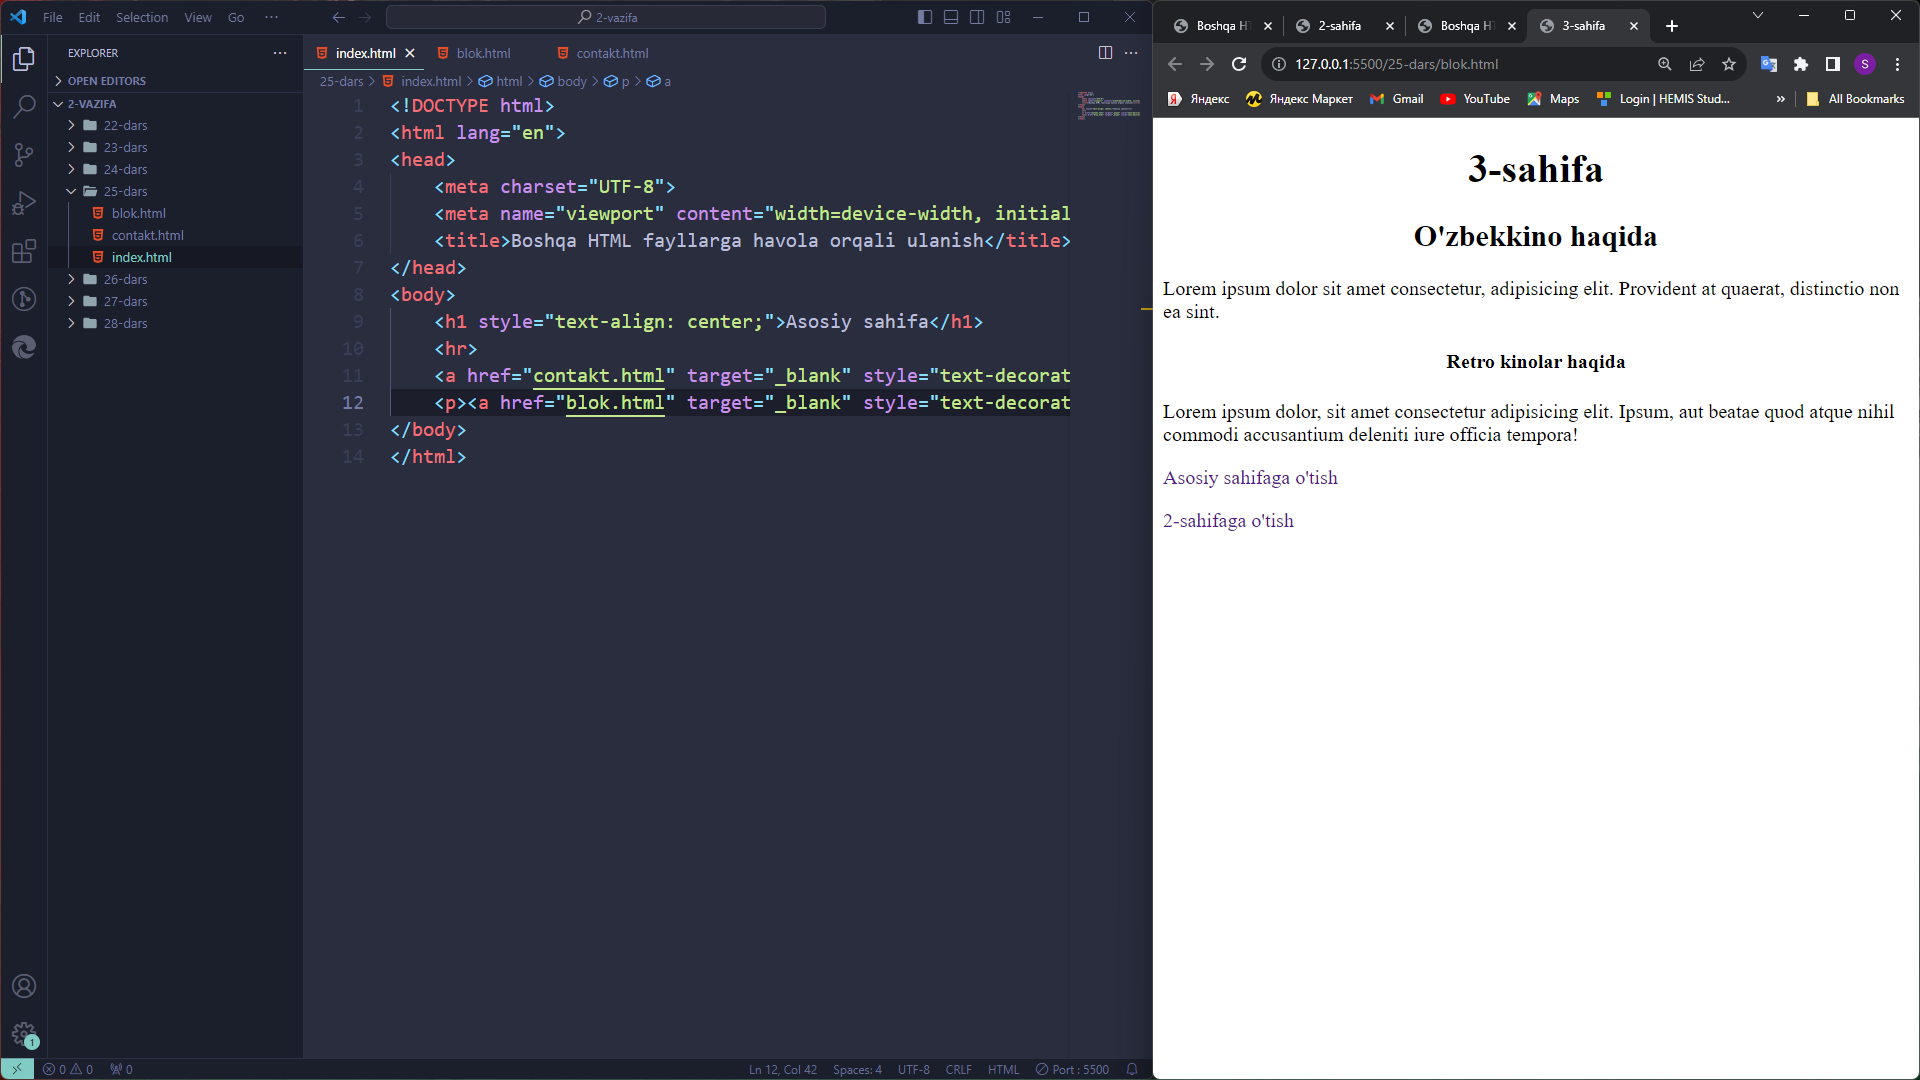 File Edit Selection View Go ···
2-vazifa
EXPLORER
OPEN EDITORS
2-VAZIFA
22-dars
23-dars
24-dars
25-dars
blok.html
contakt.html
index.html
26-dars
27-dars
28-dars
1
index.html blok.html contakt.html
25-dars > index.html > html > body > p > a
1 <!DOCTYPE html>
2 <html lang="en">
3 <head>
4 <meta charset="UTF-8">
5 <meta name="viewport" content="width=device-width, initial
6 <title>Boshqa HTML fayllarga havola orqali ulanish</title>
7 </head>
8 <body>
9 <h1 style="text-align: center;">Asosiy sahifa</h1>
10 <hr>
11 <a href="contakt.html" target="_blank" style="text-decorat
12 <p><a href="blok.html" target="_blank" style="text-decorat
13 </body>
14 </html>
0 0 0
Ln 12, Col 42 Spaces: 4 UTF-8 CRLF HTML Port : 5500
Boshqa HT 2-sahifa Boshqa HT 3-sahifa
127.0.0.1:5500/25-dars/blok.html
S
Яндекс Яндекс Маркет Gmail YouTube Maps Login | HEMIS Stud... » All Bookmarks
3-sahifa
O'zbekkino haqida
Lorem ipsum dolor sit amet consectetur, adipisicing elit. Provident at quaerat, distinctio non
ea sint.
Retro kinolar haqida
Lorem ipsum dolor, sit amet consectetur adipisicing elit. Ipsum, aut beatae quod atque nihil
commodi accusantium deleniti iure officia tempora!
Asosiy sahifaga o'tish
2-sahifaga o'tish